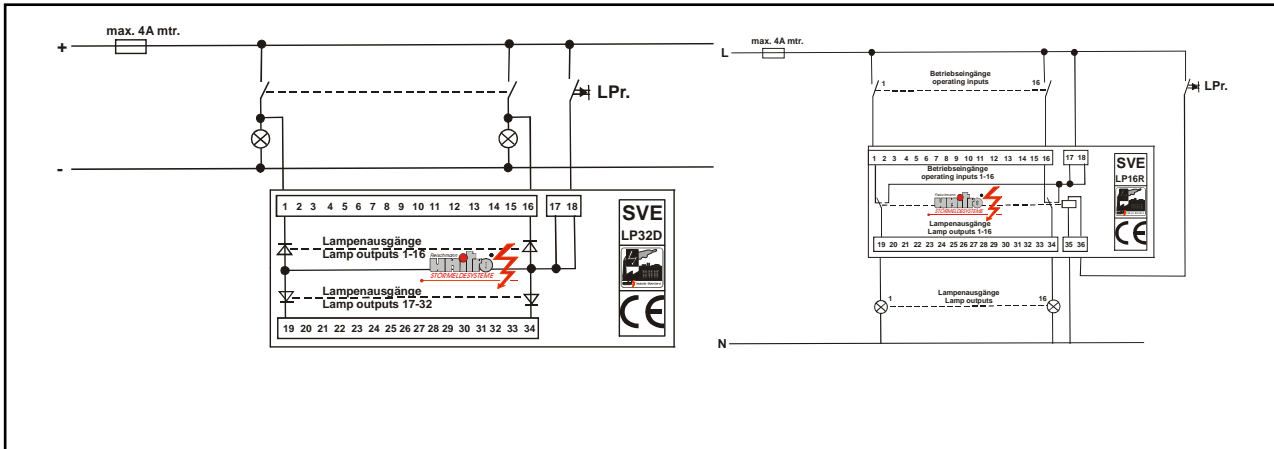 max. 4A mtr.
+
LPr.
-
1 2 3 4 5 6 7 8 9 10 11 12 13 14 15 16 17 18
SVE
LP32D
Lampenausgänge
Lamp outputs 1-16
unitro
STÖRMELDESYSTEME
Lampenausgänge
Lamp outputs 17-32
CE
19 20 21 22 23 24 25 26 27 28 29 30 31 32 33 34
max. 4A mtr.
L
1 Betriebseingänge 16
operating inputs
LPr.
1 2 3 4 5 6 7 8 9 10 11 12 13 14 15 16 17 18
SVE
LP16R
Betriebseingänge
operating inputs 1-16
unitro
STÖRMELDESYSTEME
Lampenausgänge
Lamp outputs 1-16
CE
19 20 21 22 23 24 25 26 27 28 29 30 31 32 33 34 35 36
1 Lampenausgänge 16
Lamp outputs
N